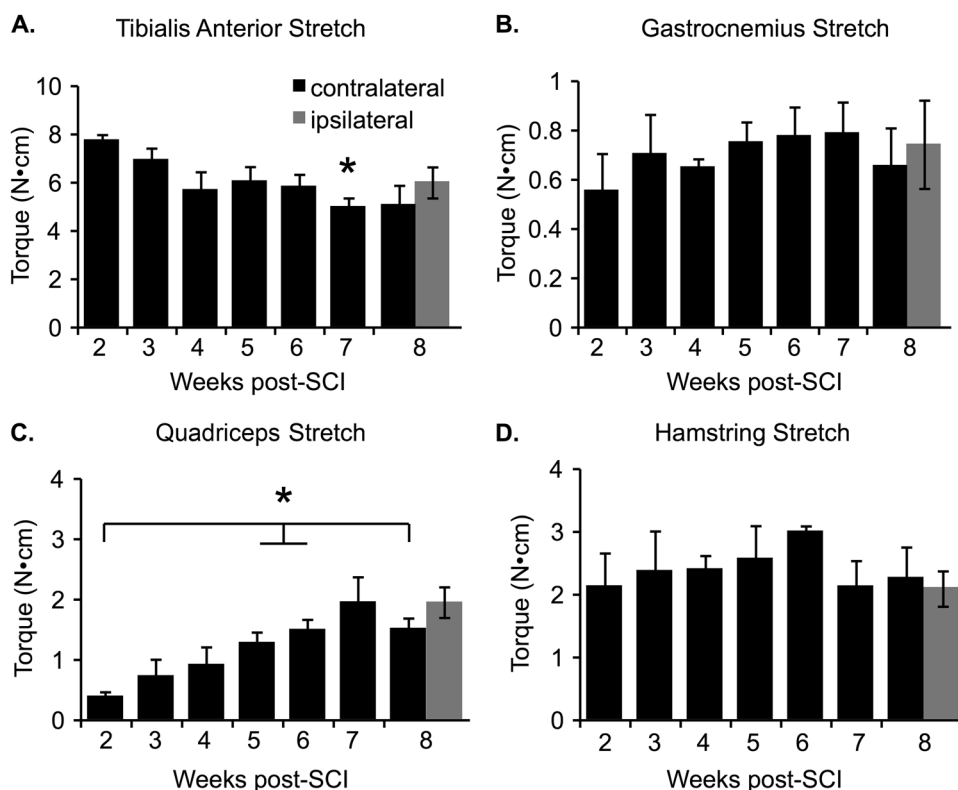 A.
Tibialis Anterior Stretch
10
8
6
4
2
0
Torque (N•cm)
contralateral
ipsilateral
*
2 3 4 5 6 7 8
Weeks post-SCI
B.
Gastrocnemius Stretch
1
0.8
0.6
0.4
0.2
0
Torque (N•cm)
2 3 4 5 6 7 8
Weeks post-SCI
C.
Quadriceps Stretch
4
3
2
1
0
Torque (N•cm)
*
2 3 4 5 6 7 8
Weeks post-SCI
D.
Hamstring Stretch
4
3
2
1
0
Torque (N•cm)
2 3 4 5 6 7 8
Weeks post-SCI